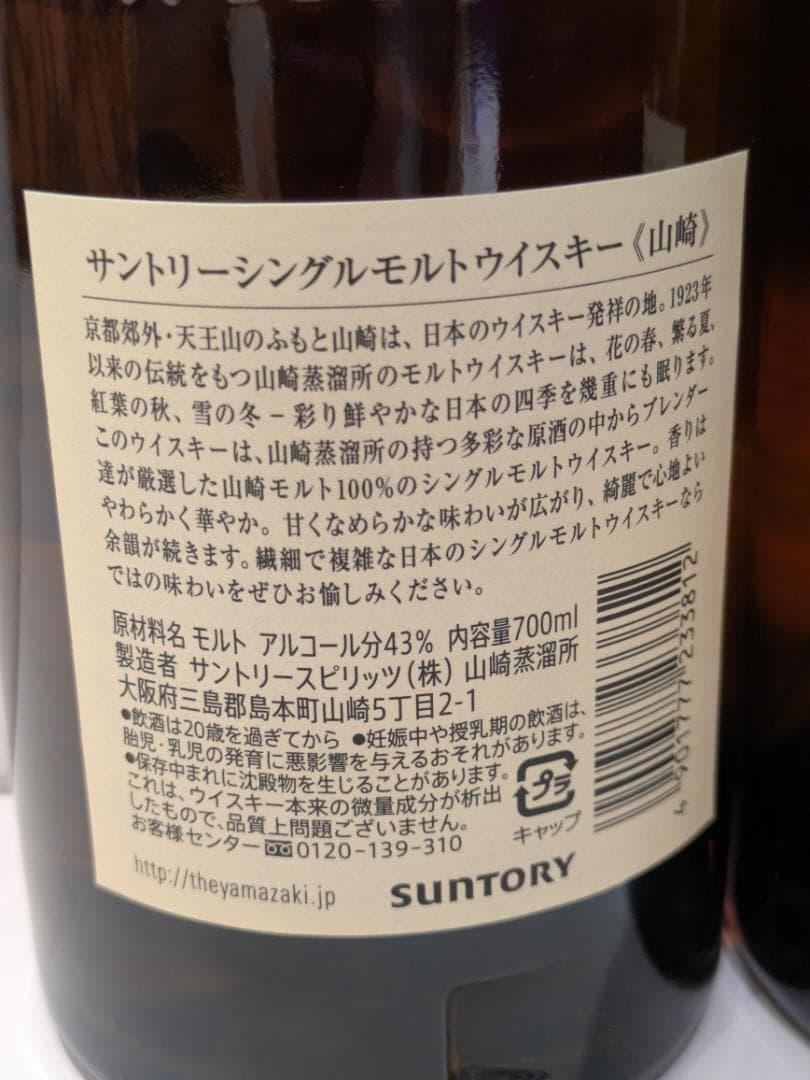 サントリーシングルモルトウイスキー《山崎》
京都郊外・天王山のふもと山崎は、日本のウイスキー発祥の地。1923年
以来の伝統をもつ山崎蒸溜所のモルトウイスキーは、花の春、繁る夏、
紅葉の秋、雪の冬－彩り鮮やかな日本の四季を幾重にも眠ります。
このウイスキーは、山崎蒸溜所の持つ多彩な原酒の中からブレンダー
達が厳選した山崎モルト100%のシングルモルトウイスキー。香りは
やわらかく華やか。甘くなめらかな味わいが広がり、綺麗で心地よい
余韻が続きます。繊細で複雑な日本のシングルモルトウイスキーなら
ではの味わいをぜひお愉しみください。
原材料名 モルト アルコール分43% 内容量700ml
製造者 サントリースピリッツ(株) 山崎蒸溜所
大阪府三島郡島本町山崎5丁目2-1
●飲酒は20歳を過ぎてから ●妊娠中や授乳期の飲酒は、
胎児・乳児の発育に悪影響を与えるおそれがあります。
●保存中まれに沈殿物を生じることがあります。
これは、ウイスキー本来の微量成分が析出
したもので、品質上問題ございません。
お客様センター 0120-139-310
プラ
キャップ
http://theyamazaki.jp
SUNTORY
4 901777 233812